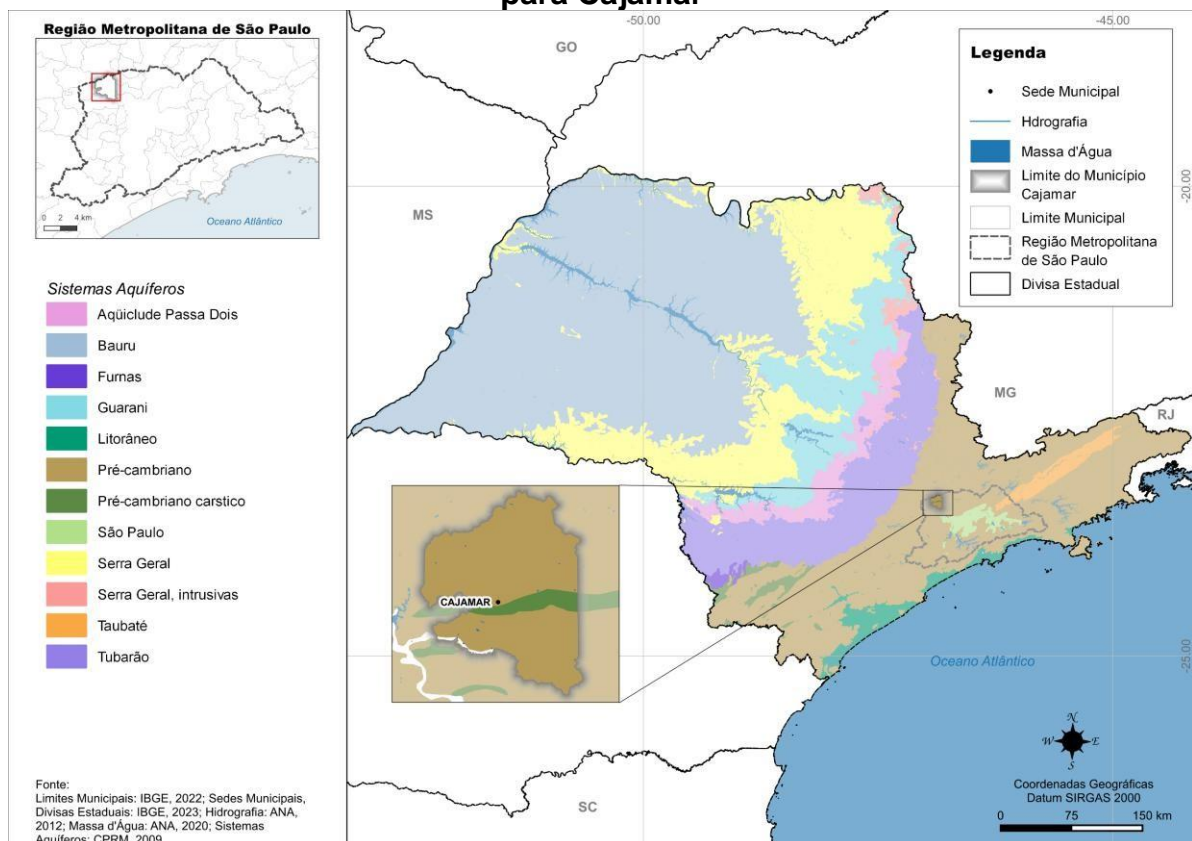 para Cajamar
Região Metropolitana de São Paulo
0 2 4 km
Oceano Atlântico
Sistemas Aquíferos
Aqüiclude Passa Dois
Bauru
Furnas
Guarani
Litorâneo
Pré-cambriano
Pré-cambriano carstico
São Paulo
Serra Geral
Serra Geral, intrusivas
Taubaté
Tubarão
Fonte:
Limites Municipais: IBGE, 2022; Sedes Municipais,
Divisas Estaduais: IBGE, 2023; Hidrografia: ANA,
2012; Massa d'Água: ANA, 2020; Sistemas
Aquíferos: CPRM, 2009
-50.00
-45.00
GO
MS
MG
RJ
SC
-20.00
-25.00
CAJAMAR
Oceano Atlântico
Legenda
Sede Municipal
Hdrografia
Massa d'Água
Limite do Município
Cajamar
Limite Municipal
Região Metropolitana
de São Paulo
Divisa Estadual
N
W E
S
Coordenadas Geográficas
Datum SIRGAS 2000
0 75 150 km